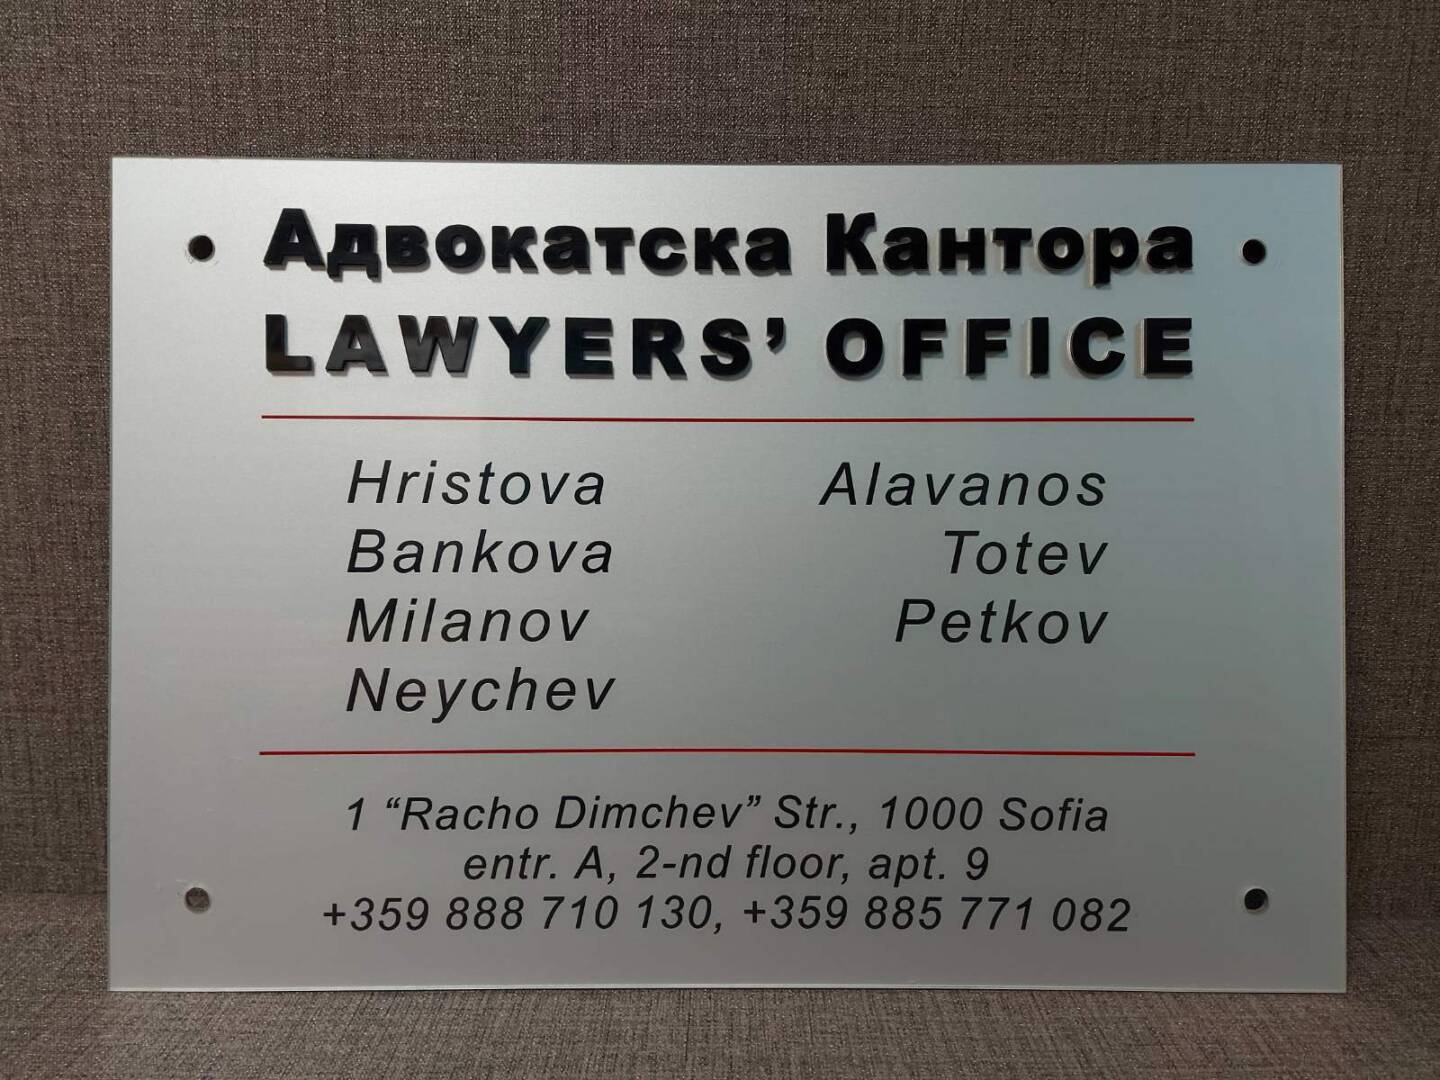 Адвокатска Кантора
LAWYERS’ OFFICE
Hristova Alavanos
Bankova Totev
Milanov Petkov
Neychev
1 “Racho Dimchev” Str., 1000 Sofia
entr. A, 2-nd floor, apt. 9
+359 888 710 130, +359 885 771 082